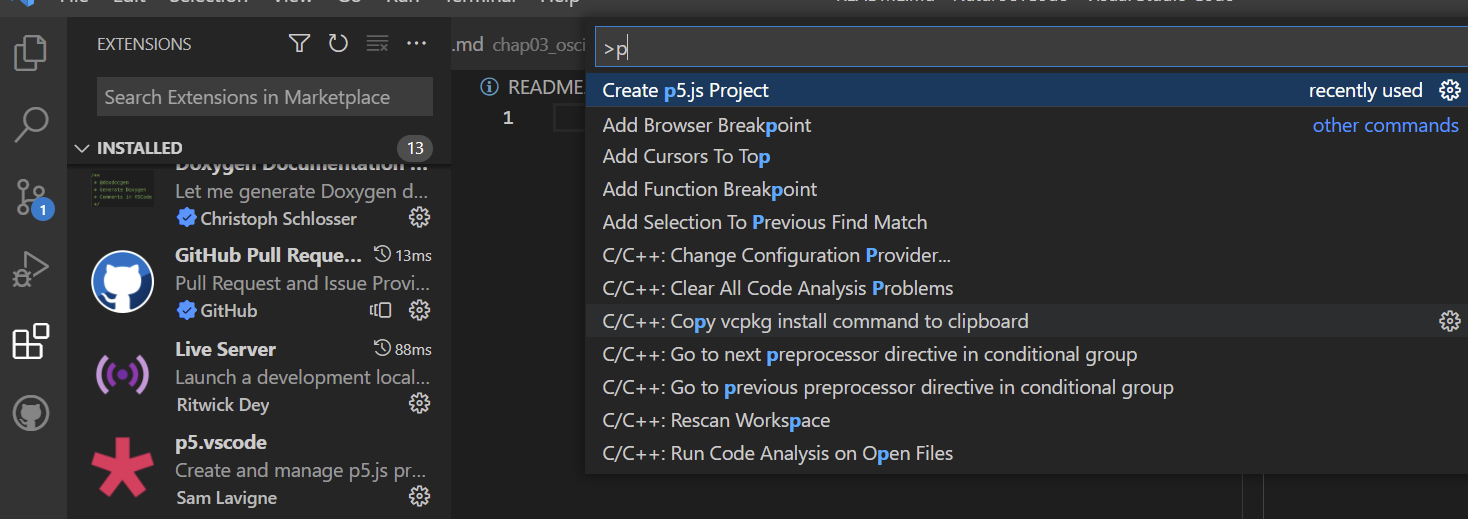 EXTENSIONS
Search Extensions in Marketplace
INSTALLED 13
Doxygen Documentation ...
Let me generate Doxygen d...
Christoph Schlosser
GitHub Pull Reque... 13ms
Pull Request and Issue Provi...
GitHub
Live Server 88ms
Launch a development local...
Ritwick Dey
p5.vscode
Create and manage p5.js pr...
Sam Lavigne
1
.md chap03_osci
README.
1
>p
Create p5.js Project recently used
Add Browser Breakpoint other commands
Add Cursors To Top
Add Function Breakpoint
Add Selection To Previous Find Match
C/C++: Change Configuration Provider...
C/C++: Clear All Code Analysis Problems
C/C++: Copy vcpkg install command to clipboard
C/C++: Go to next preprocessor directive in conditional group
C/C++: Go to previous preprocessor directive in conditional group
C/C++: Rescan Workspace
C/C++: Run Code Analysis on Open Files